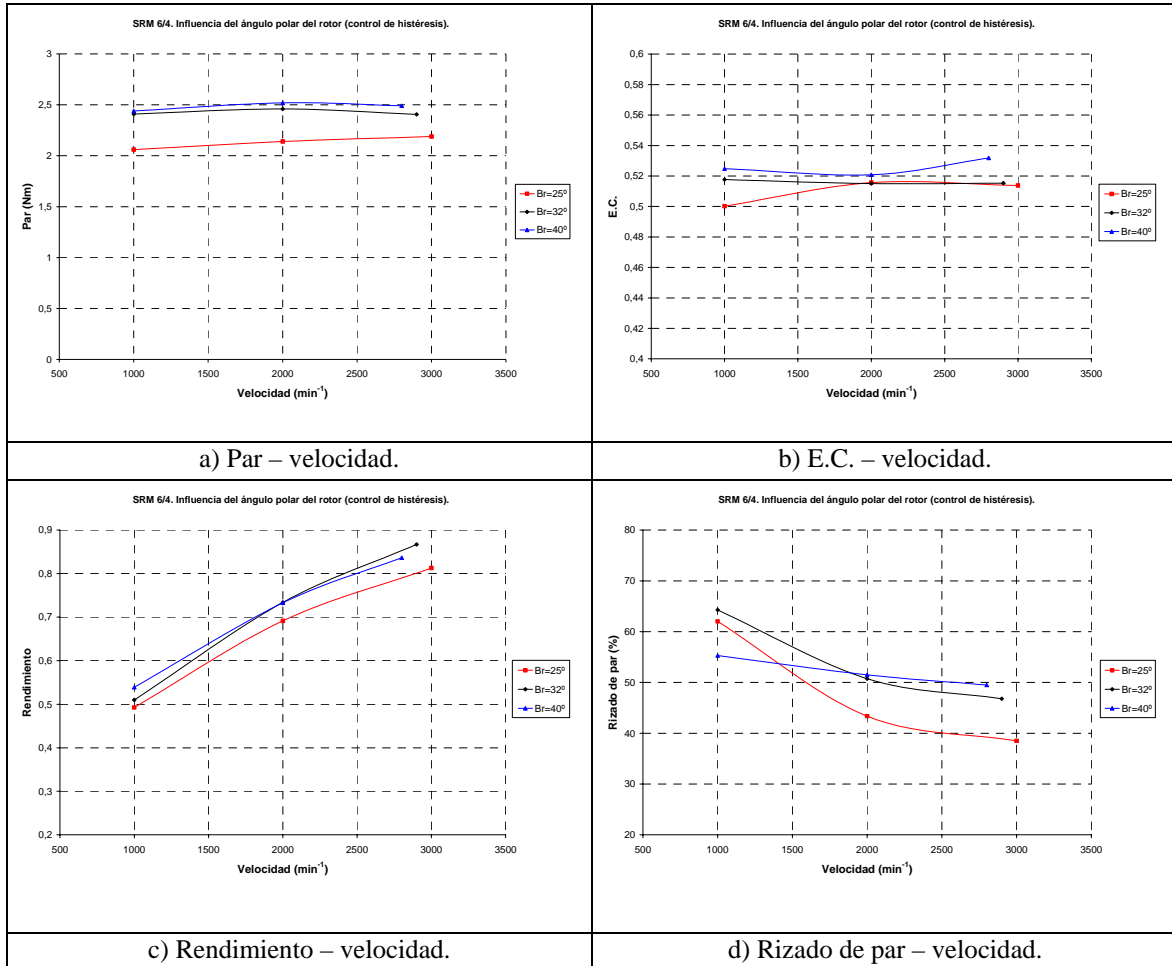 SRM 6/4. Influencia del ángulo polar del rotor (control de histéresis).
3
2,5
2
1,5
1
0,5
0
500 1000 1500 2000 2500 3000 3500
Par (Nm)
Velocidad (min-1)
Br=25º
Br=32º
Br=40º
a) Par – velocidad.
SRM 6/4. Influencia del ángulo polar del rotor (control de histéresis).
0,6
0,58
0,56
0,54
0,52
0,5
0,48
0,46
0,44
0,42
0,4
500 1000 1500 2000 2500 3000 3500
E.C.
Velocidad (min-1)
Br=25º
Br=32º
Br=40º
b) E.C. – velocidad.
SRM 6/4. Influencia del ángulo polar del rotor (control de histéresis).
0,9
0,8
0,7
0,6
0,5
0,4
0,3
0,2
500 1000 1500 2000 2500 3000 3500
Rendimiento
Velocidad (min-1)
Br=25º
Br=32º
Br=40º
c) Rendimiento – velocidad.
SRM 6/4. Influencia del ángulo polar del rotor (control de histéresis).
80
70
60
50
40
30
20
500 1000 1500 2000 2500 3000 3500
Rizado de par (%)
Velocidad (min-1)
Br=25º
Br=32º
Br=40º
d) Rizado de par – velocidad.